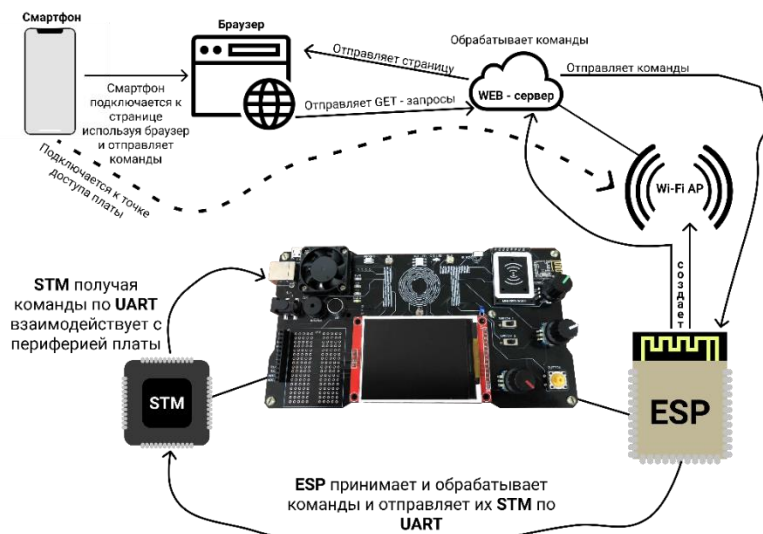 Смартфон
Браузер
Смартфон
подключается к
странице
используя браузер
и отправляет
команды
Отправляет страницу
Отправляет GET - запросы
Обрабатывает команды
WEB - сервер
Отправляет команды
Подключается к точке
доступа платы
Wi-Fi AP
создает
STM получая
команды по UART
взаимодействует с
периферией платы
STM
ESP
ESP принимает и обрабатывает
команды и отправляет их STM по
UART